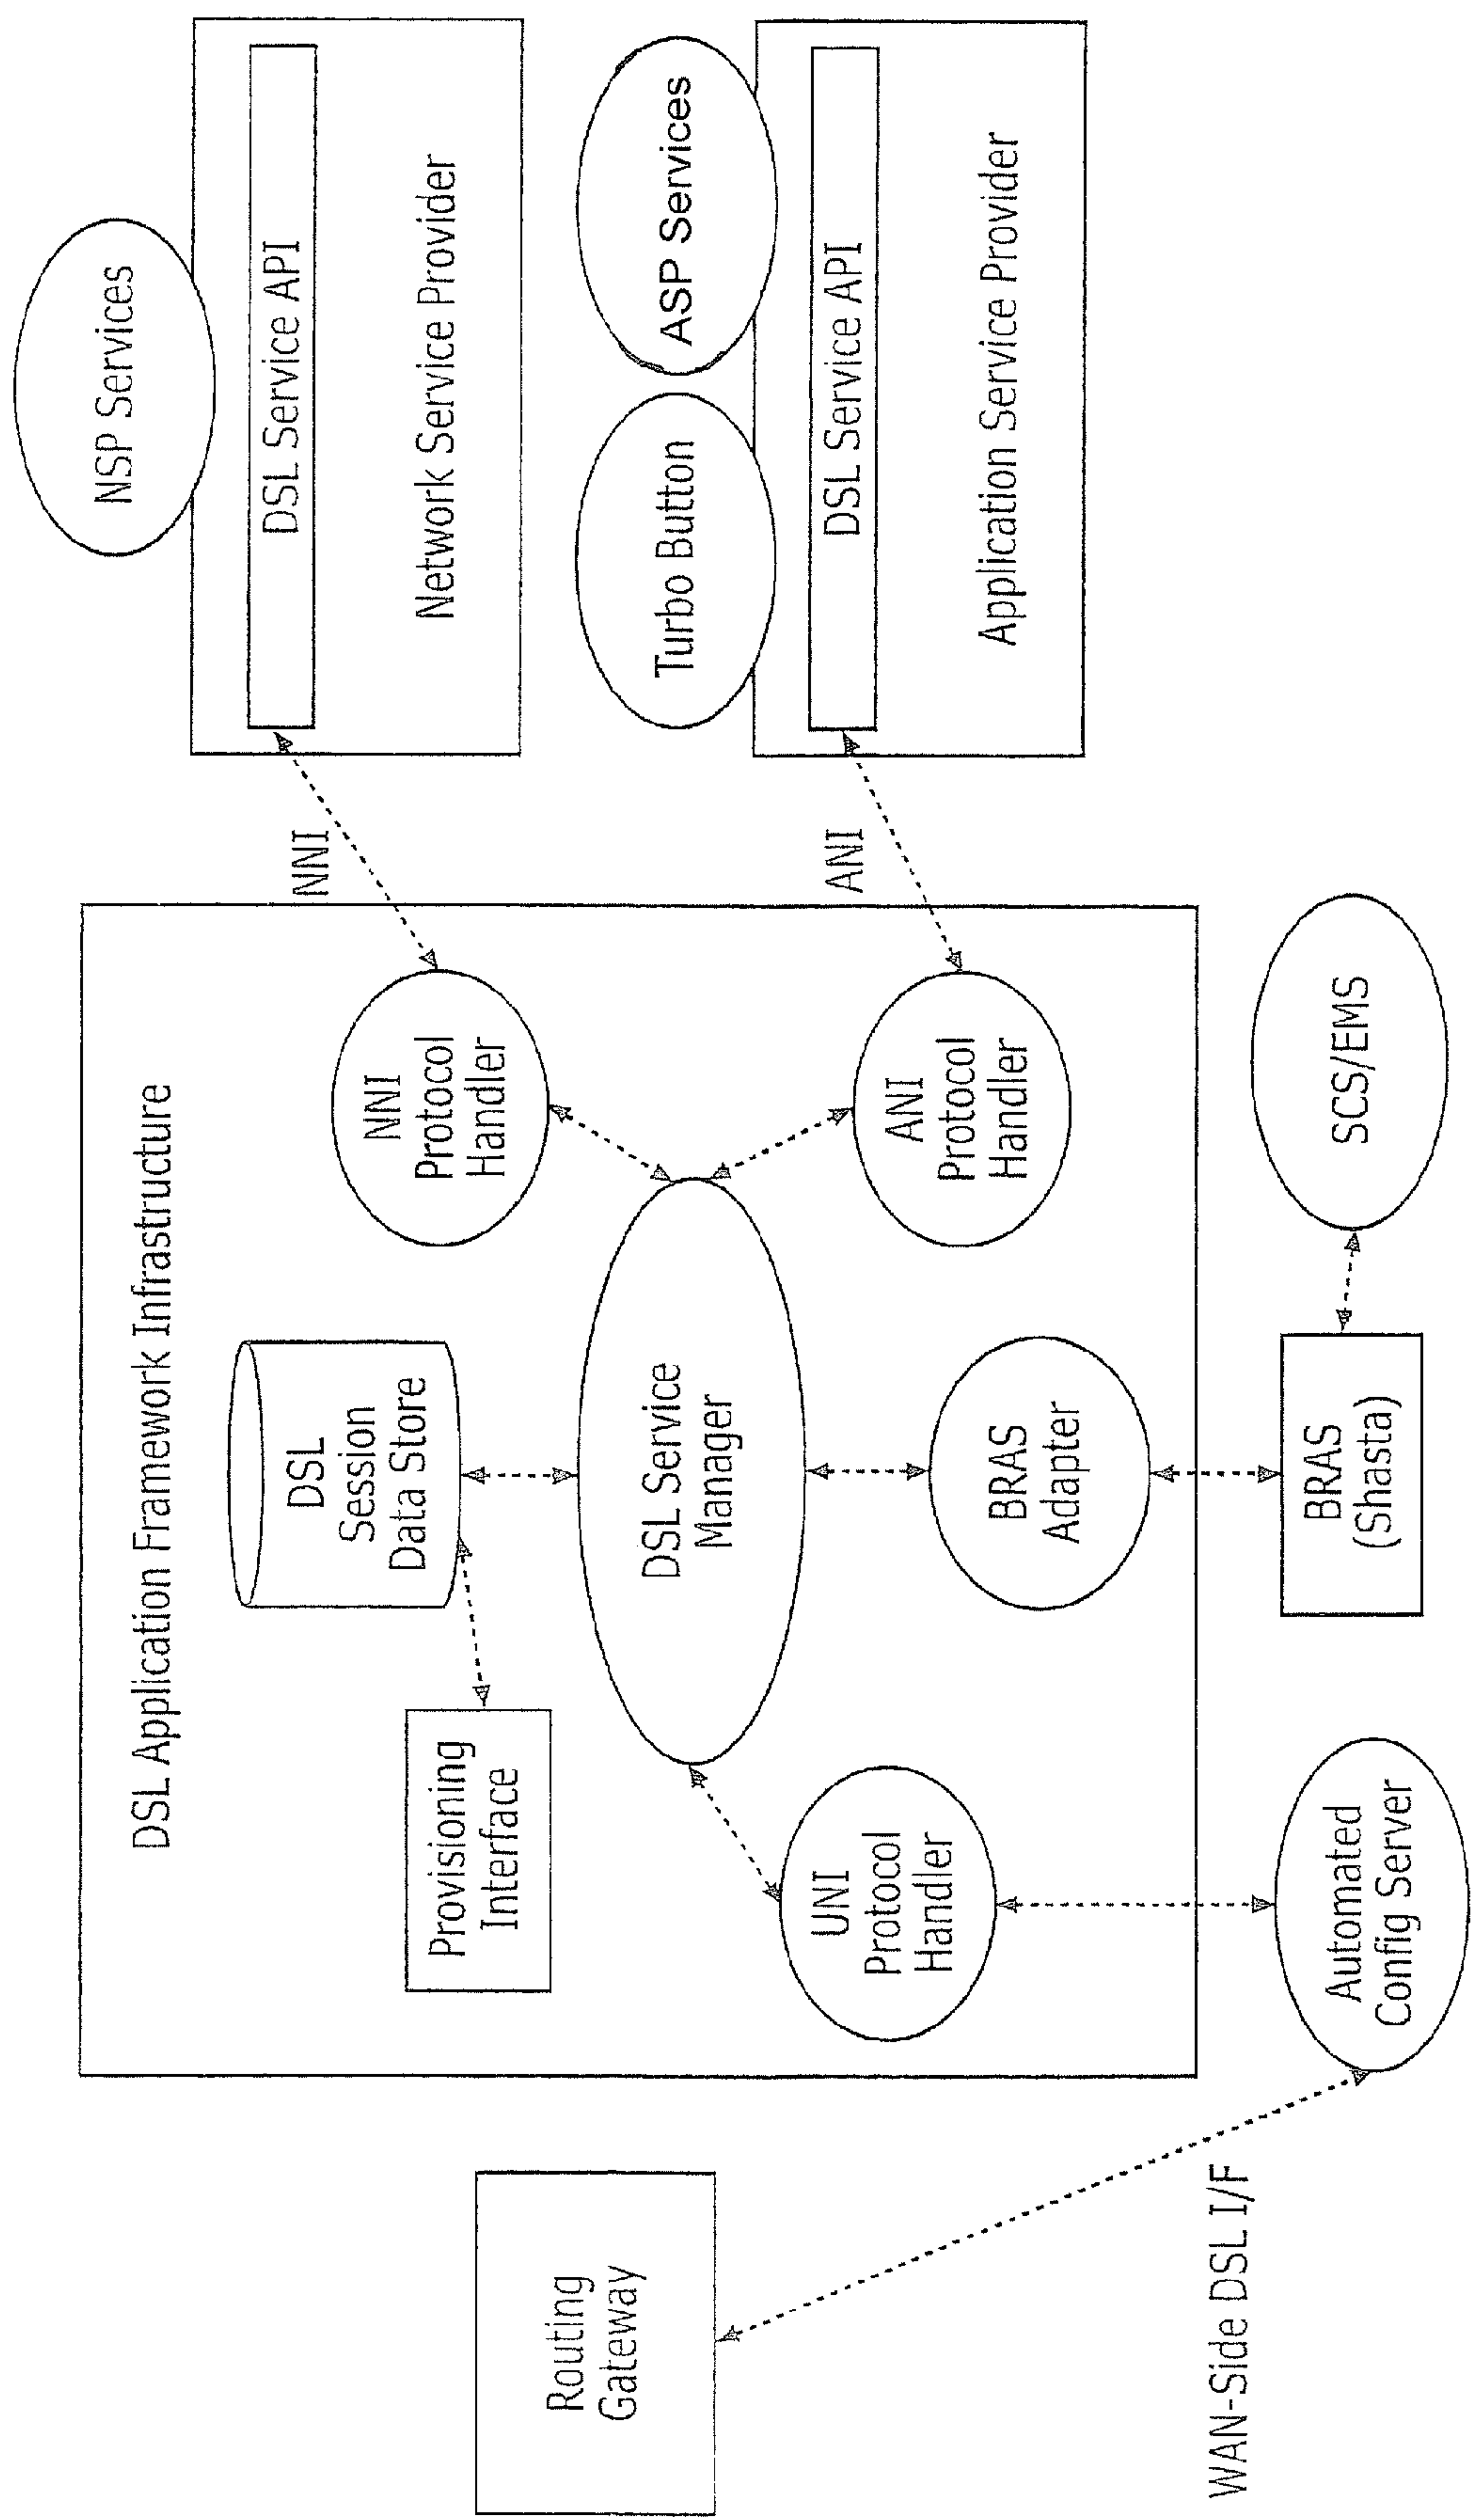 DSL Application Framework Infrastructure
NSP Services
DSL Service API
Network Service Provider
NNI
Turbo Button
ASP Services
DSL Service API
Application Service Provider
ANI
NNI
Protocol
Handler
ANI
Protocol
Handler
DSL
Session
Data Store
Provisioning
Interface
DSL Service
Manager
UNI
Protocol
Handler
BRAS
Adapter
Routing
Gateway
WAN-Side DSL I/F
Automated
Config Server
BRAS
(Shasta)
SCS/EMS